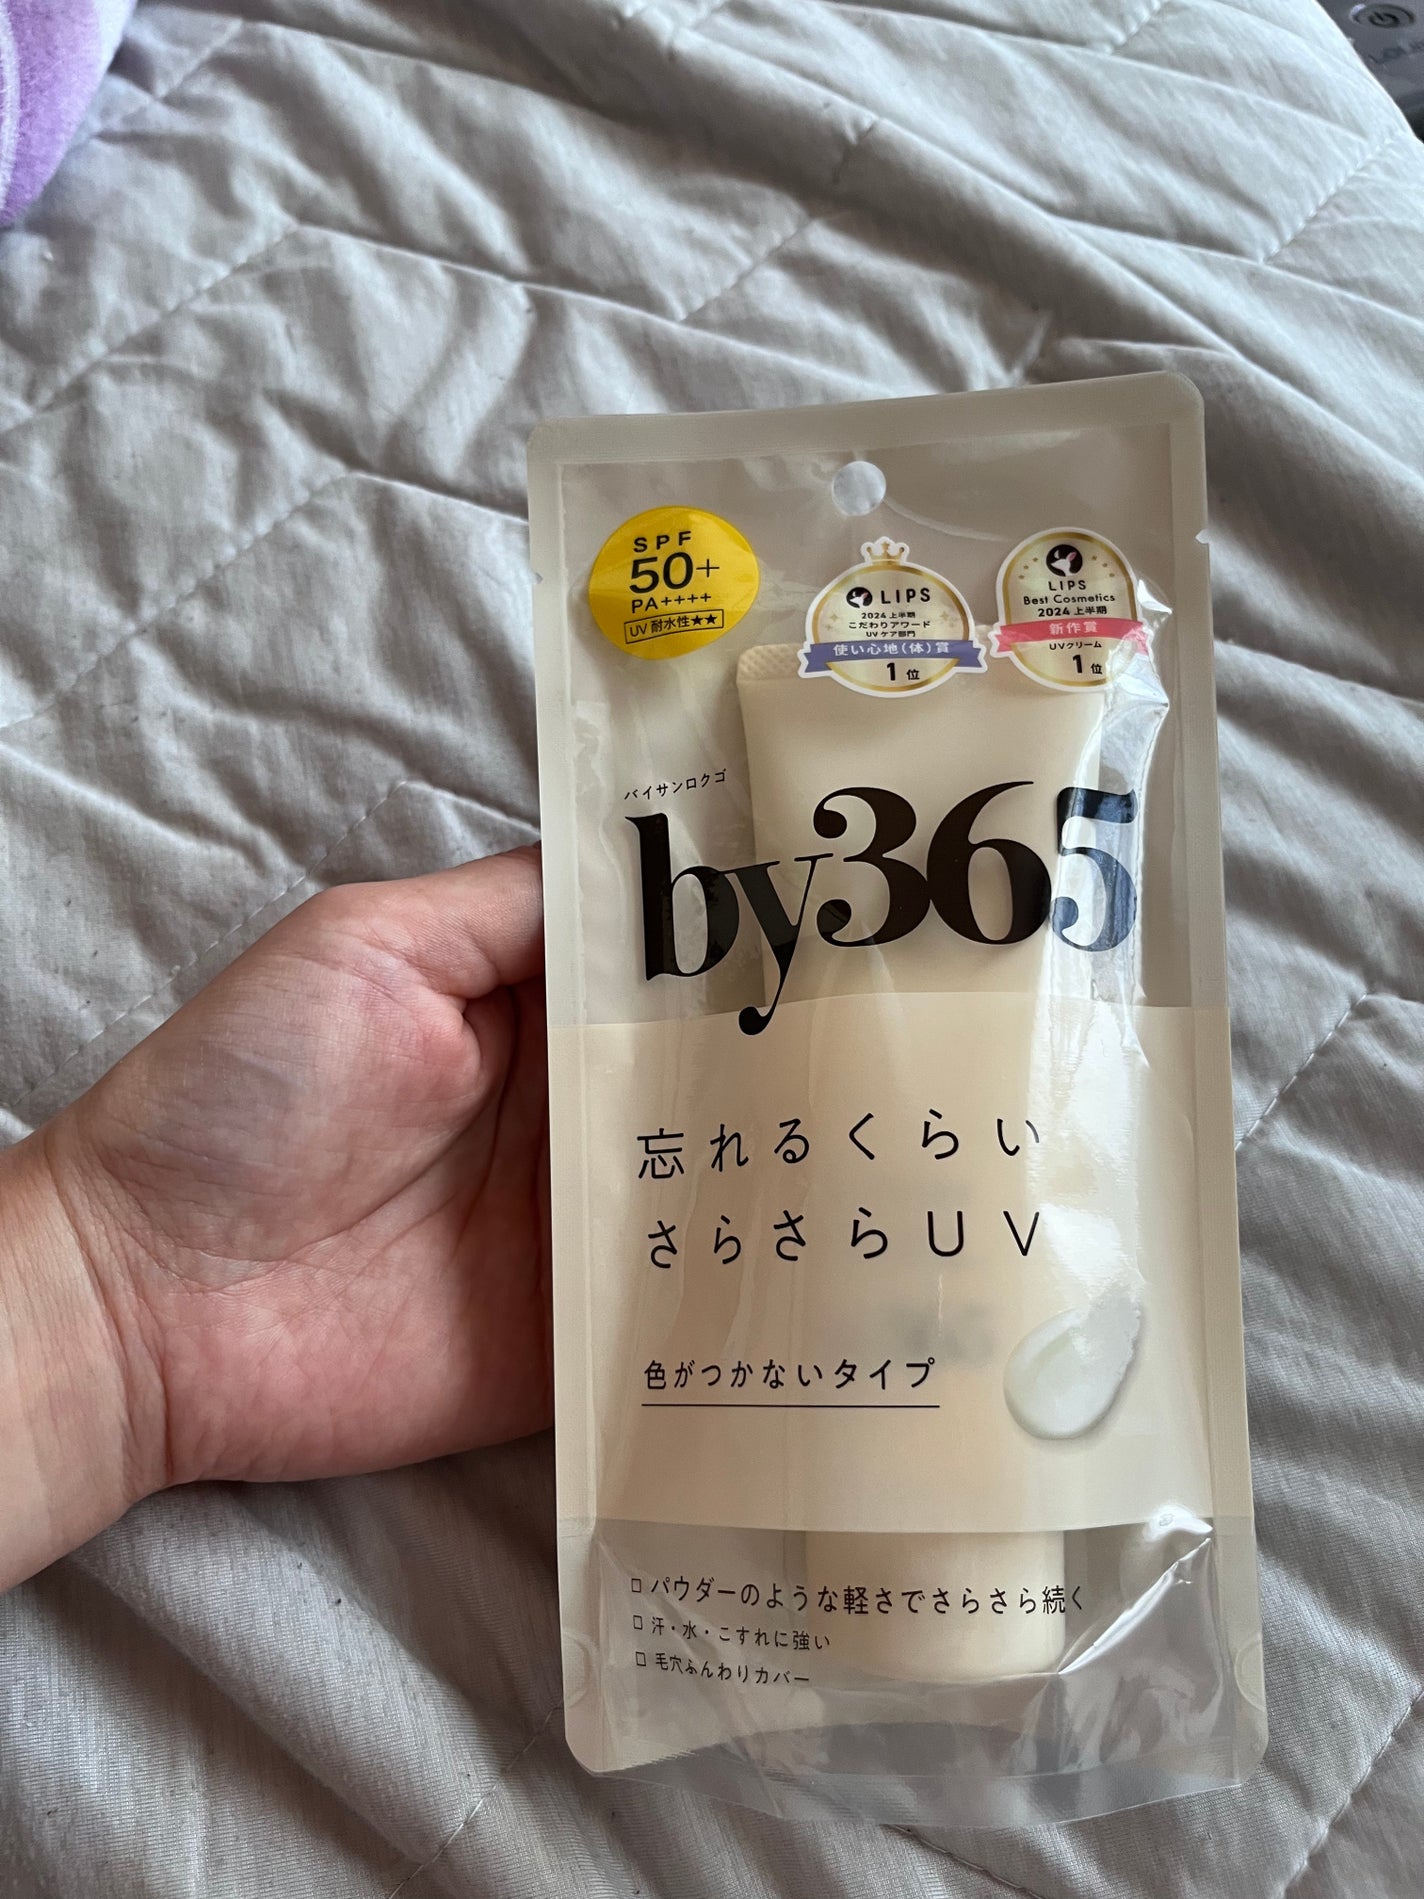 SPF
50+
PA++++
UV 耐水性★★
LIPS
2024 上半期
こだわりアワード
UVケア部門
使い心地(体)賞
1 位
LIPS
Best Cosmetics
2024 上半期
新作賞
UVクリーム
1 位
バイサンロクゴ
by365
忘れるくらい
さらさらUV
色がつかないタイプ
□ パウダーのような軽さでさらさら続く
□ 汗・水・こすれに強い
□ 毛穴ふんわりカバー